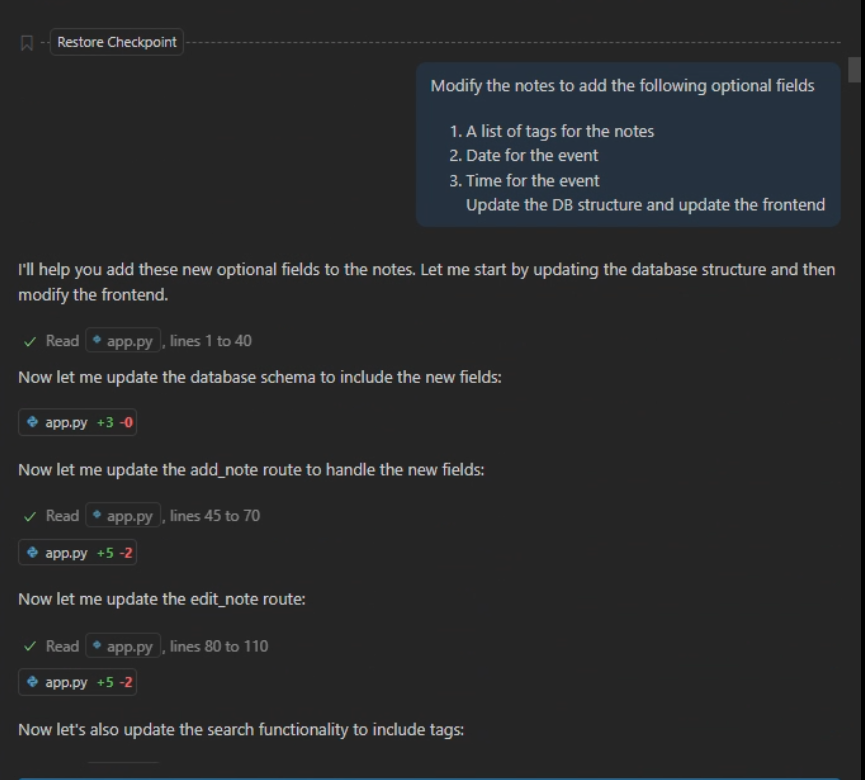 Restore Checkpoint
Modify the notes to add the following optional fields
1. A list of tags for the notes
2. Date for the event
3. Time for the event
Update the DB structure and update the frontend
I'll help you add these new optional fields to the notes. Let me start by updating the database structure and then
modify the frontend.
Read app.py, lines 1 to 40
Now let me update the database schema to include the new fields:
app.py +3 -0
Now let me update the add_note route to handle the new fields:
Read app.py, lines 45 to 70
app.py +5 -2
Now let me update the edit_note route:
Read app.py, lines 80 to 110
app.py +5 -2
Now let's also update the search functionality to include tags: